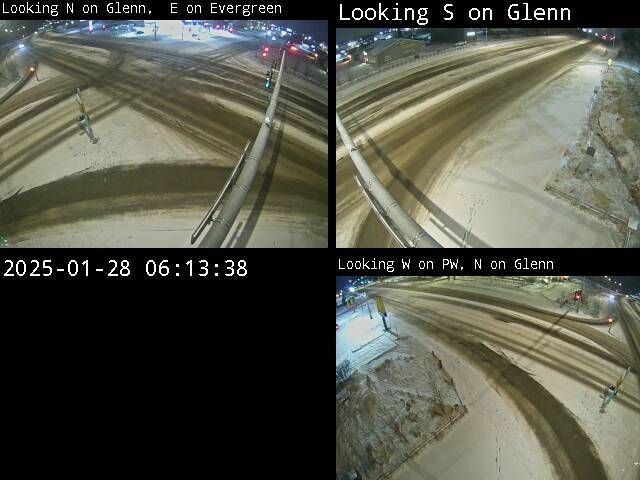 Looking N on Glenn, E on Evergreen
Looking S on Glenn
2025-01-28 06:13:38
Looking W on PW, N on Glenn